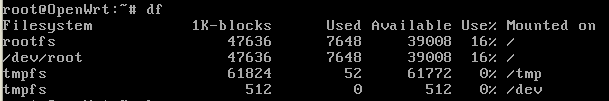 root@OpenWrt:~# df
Filesystem 1K-blocks Used Available Use% Mounted on
rootfs 47636 7648 39008 16% /
/dev/root 47636 7648 39008 16% /
tmpfs 61824 52 61772 0% /tmp
tmpfs 512 0 512 0% /dev